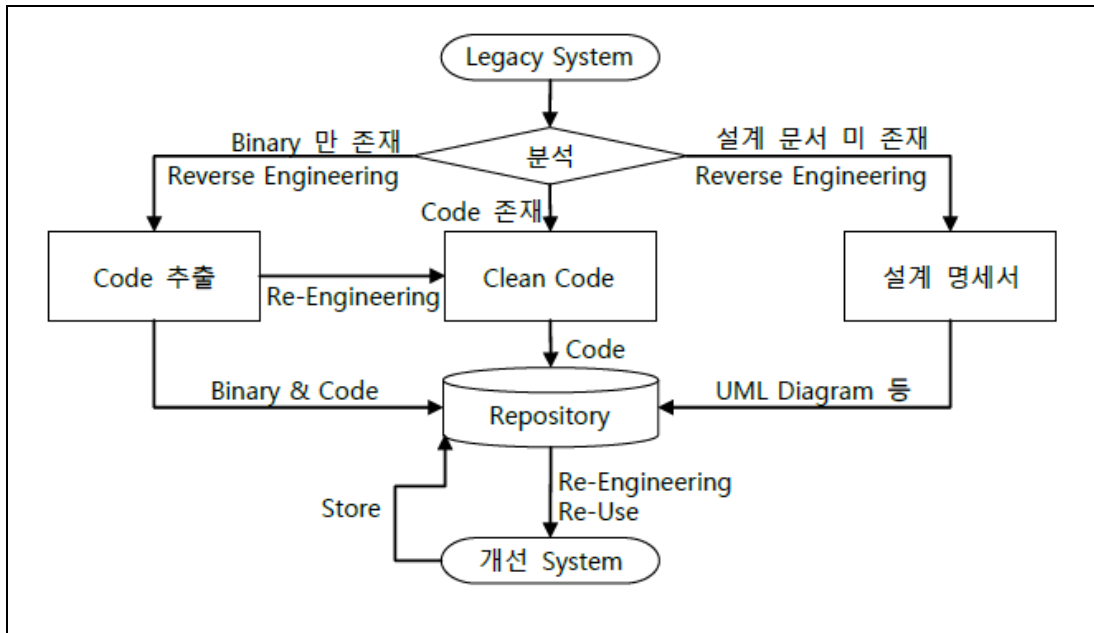 Legacy System
Binary 만 존재
분석
설계 문서 미 존재
Reverse Engineering
Reverse Engineering
Code 존재
Code 추출
Re-Engineering
Clean Code
설계 명세서
Code
Binary & Code
Repository
UML Diagram 등
Store
Re-Engineering
Re-Use
개선 System